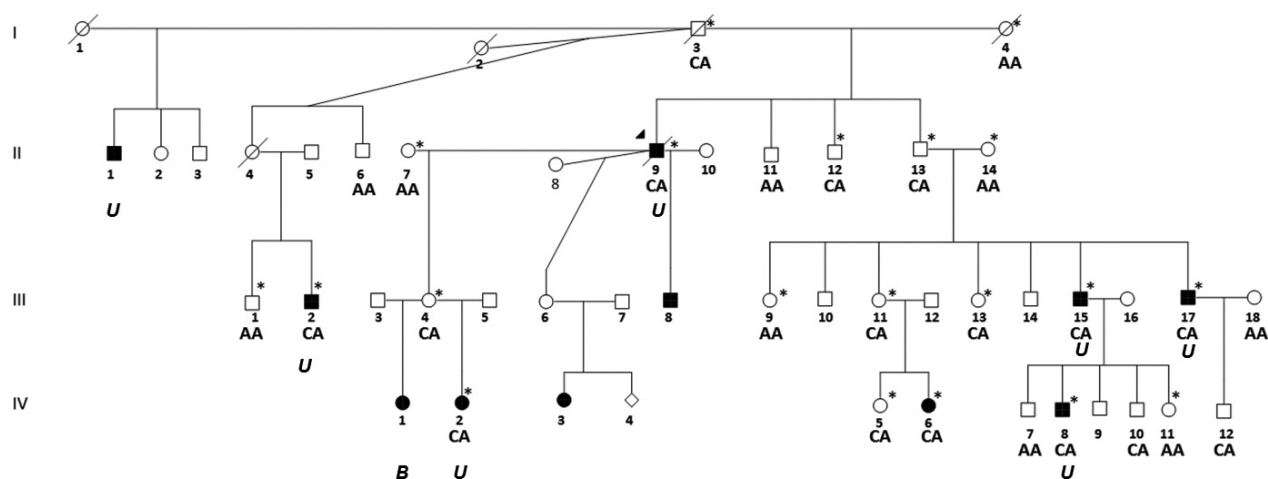 I
1 2 3 4
CA AA
* *
II
1 2 3 4 5 6 7 8 9 10 11 12 13 14
AA AA CA AA CA CA AA
U U
* * * * *
III
1 2 3 4 5 6 7 8 9 10 11 12 13 14 15 16 17 18
AA CA CA AA CA CA CA CA AA
U U U
* * * * * * * *
IV
1 2 3 4 5 6 7 8 9 10 11 12
CA CA CA AA CA CA AA CA
B U U
* * * * *